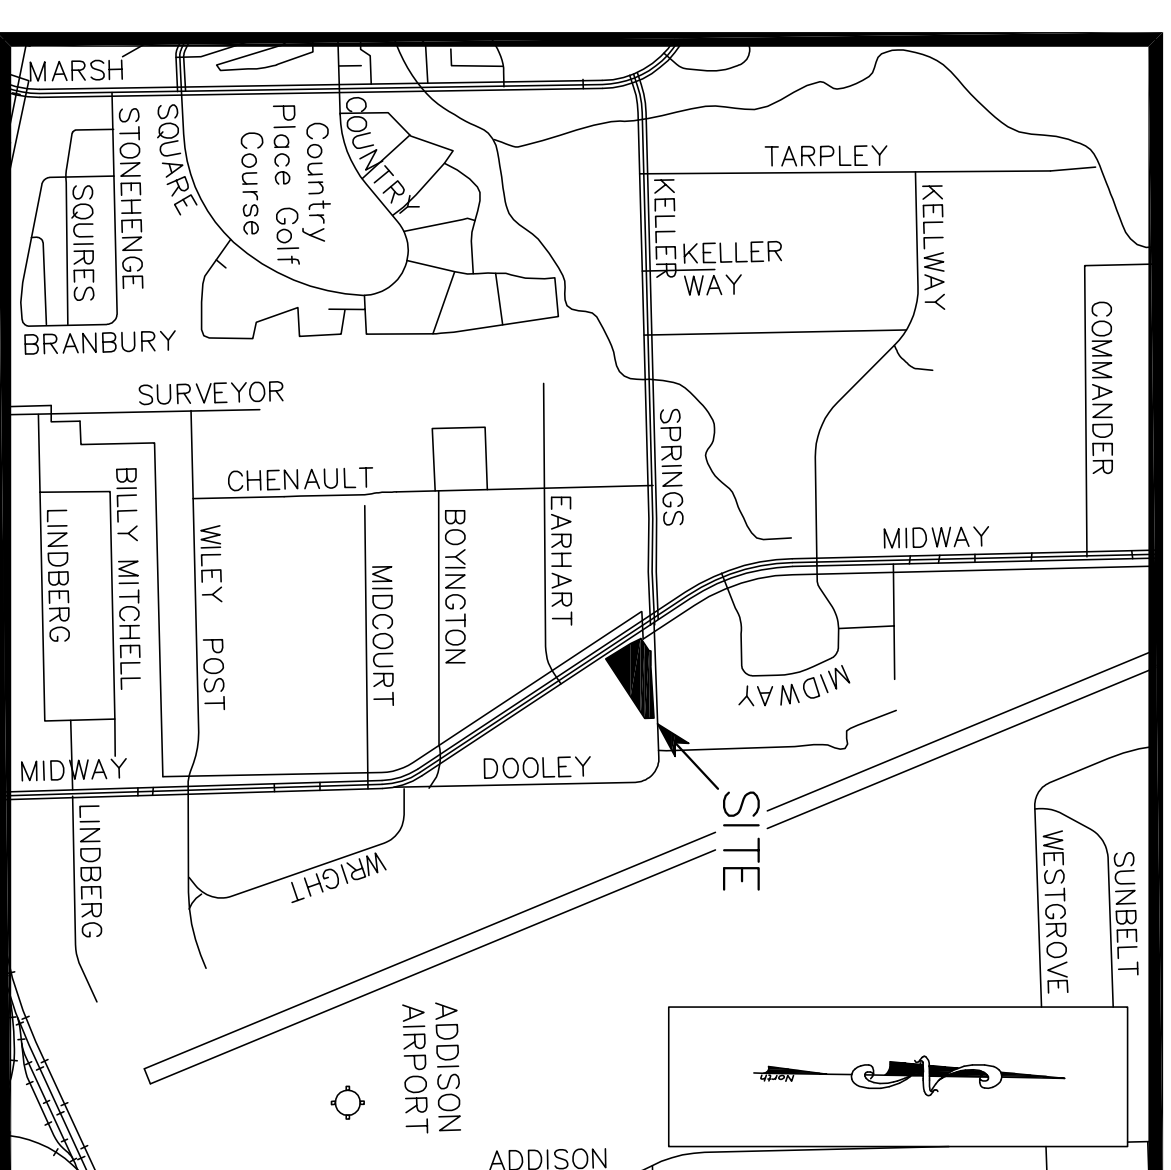 MARSH
STONEHENGE
SQUARE
Country
Place Golf
Course
COUNTRY
SQUIRES
BRANBURY
TARPLEY
KELLER
KELLER
WAY
KELLWAY
COMMANDER
SURVEYOR
CHENAULT
SPRINGS
BILLY MITCHELL
LINDBERG
WILEY POST
MIDCOURT
BOYINGTON
EARHART
MIDWAY
MIDWAY
MIDWAY
DOOLEY
SITE
LINDBERG
WRIGHT
WESTGROVE
SUNBELT
ADDISON
AIRPORT
North
ADDISON